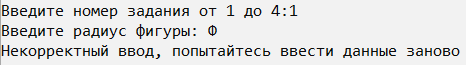 Введите номер задания от 1 до 4:1
Введите радиус фигуры: Ф
Некорректный ввод, попытайтесь ввести данные заново